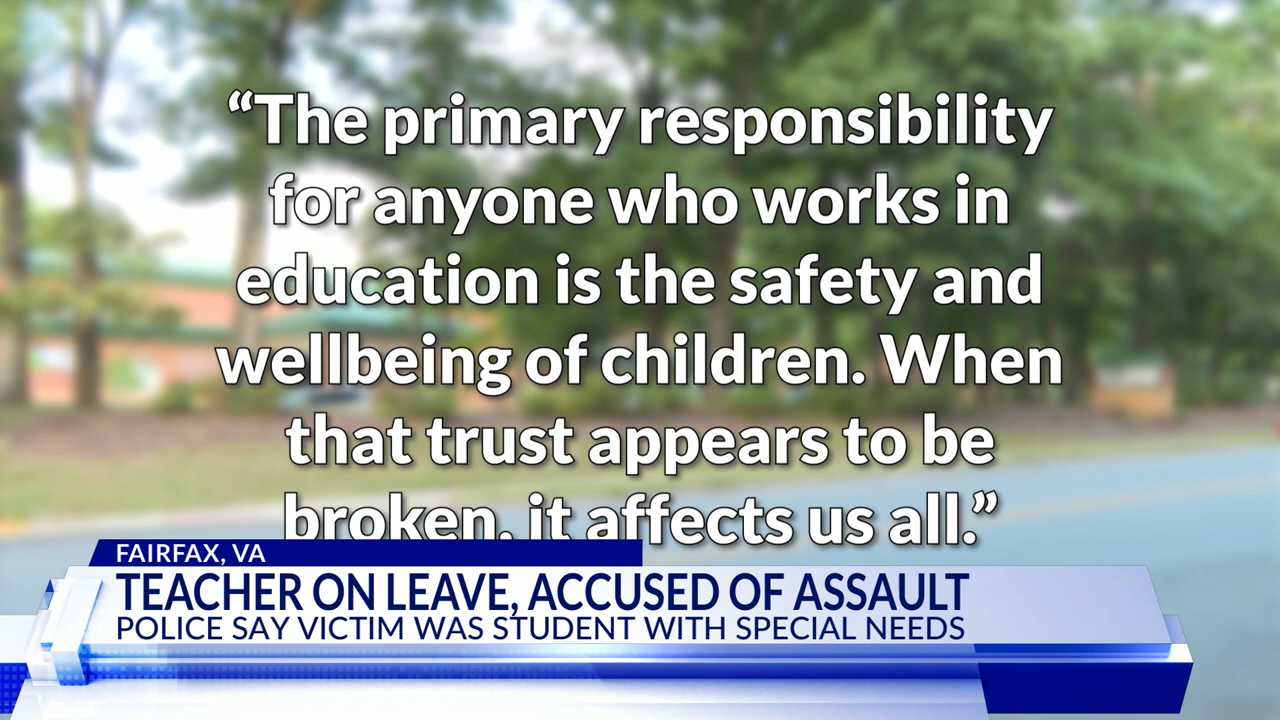 “The primary responsibility
for anyone who works in
education is the safety and
wellbeing of children. When
that trust appears to be
broken, it affects us all.”
FAIRFAX, VA
TEACHER ON LEAVE, ACCUSED OF ASSAULT
POLICE SAY VICTIM WAS STUDENT WITH SPECIAL NEEDS